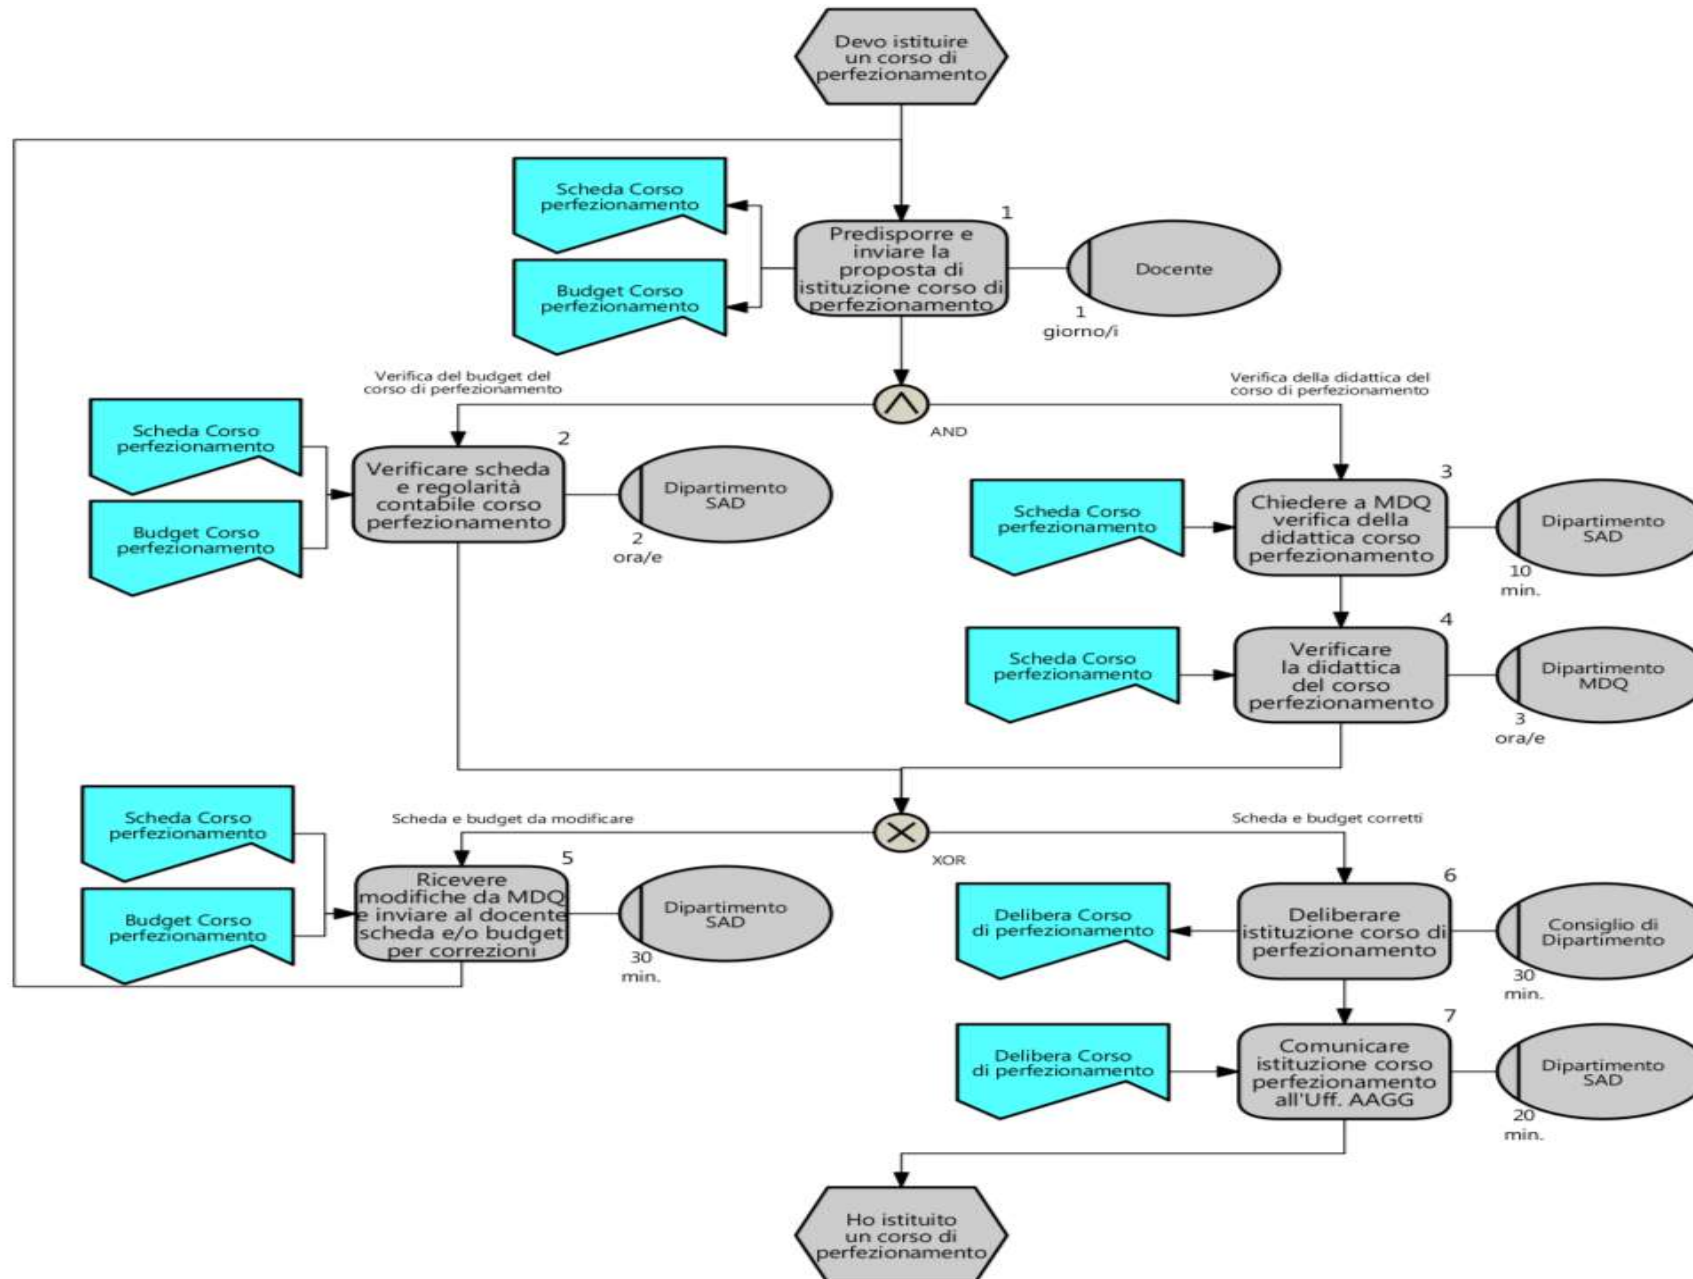 Devo istituire
un corso di
perfezionamento
Scheda Corso
perfezionamento
Budget Corso
perfezionamento
1
Predisporre e
inviare la
proposta di
istituzione corso di
perfezionamento
Docente
1
giorno/i
Verifica del budget del
corso di perfezionamento
Verifica della didattica del
corso di perfezionamento
AND
Scheda Corso
perfezionamento
Budget Corso
perfezionamento
2
Verificare scheda
e regolarità
contabile corso
perfezionamento
Dipartimento
SAD
2
ora/e
Scheda Corso
perfezionamento
3
Chiedere a MDQ
verifica della
didattica corso
perfezionamento
Dipartimento
SAD
10
min.
Scheda Corso
perfezionamento
4
Verificare
la didattica
del corso
perfezionamento
Dipartimento
MDQ
3
ora/e
Scheda e budget da modificare
Scheda e budget corretti
XOR
Scheda Corso
perfezionamento
Budget Corso
perfezionamento
5
Ricevere
modifiche da MDQ
e inviare al docente
scheda e/o budget
per correzioni
Dipartimento
SAD
30
min.
Delibera Corso
di perfezionamento
6
Deliberare
istituzione corso di
perfezionamento
Consiglio di
Dipartimento
30
min.
Delibera Corso
di perfezionamento
7
Comunicare
istituzione corso
perfezionamento
all'Uff. AAGG
Dipartimento
SAD
20
min.
Ho istituito
un corso di
perfezionamento